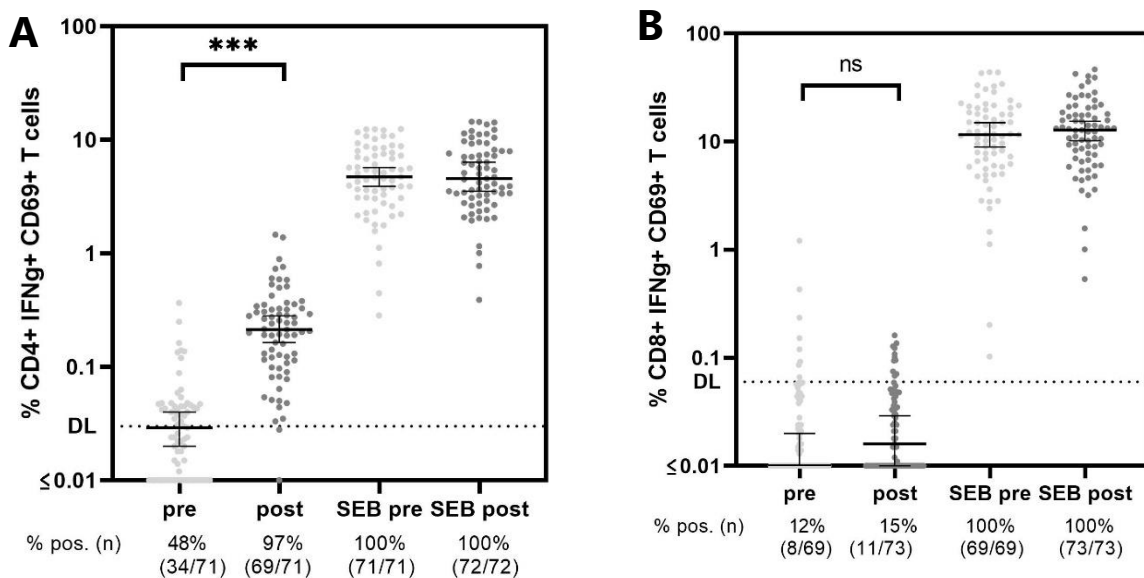 A
% CD4+ IFNg+ CD69+ T cells
100
10
1
0.1
DL
≤0.01
***
pre post SEB pre SEB post
% pos. (n) 48% 97% 100% 100%
(34/71) (69/71) (71/71) (72/72)
B
% CD8+ IFNg+ CD69+ T cells
100
10
1
0.1
DL
≤0.01
ns
pre post SEB pre SEB post
% pos. (n) 12% 15% 100% 100%
(8/69) (11/73) (69/69) (73/73)